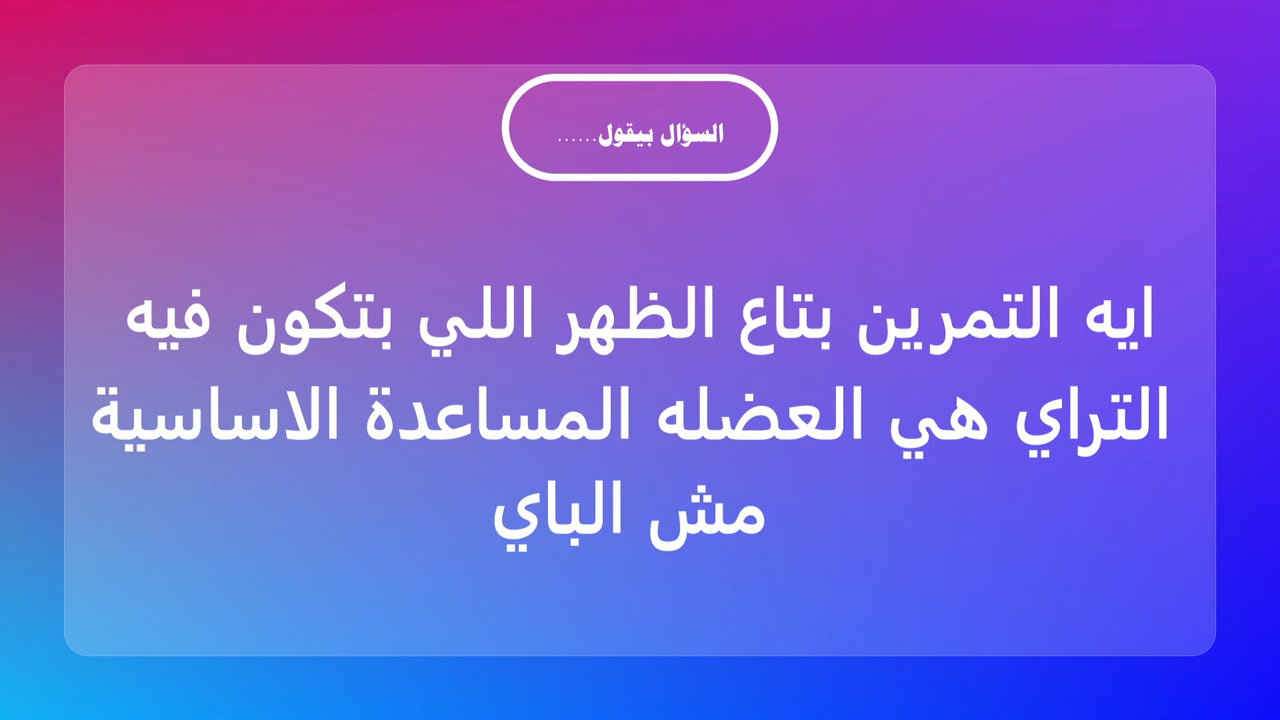 السؤال بيقول......
ايه التمرين بتاع الظهر اللي بتكون فيه
التراي هي العضله المساعدة الاساسية
مش الباي